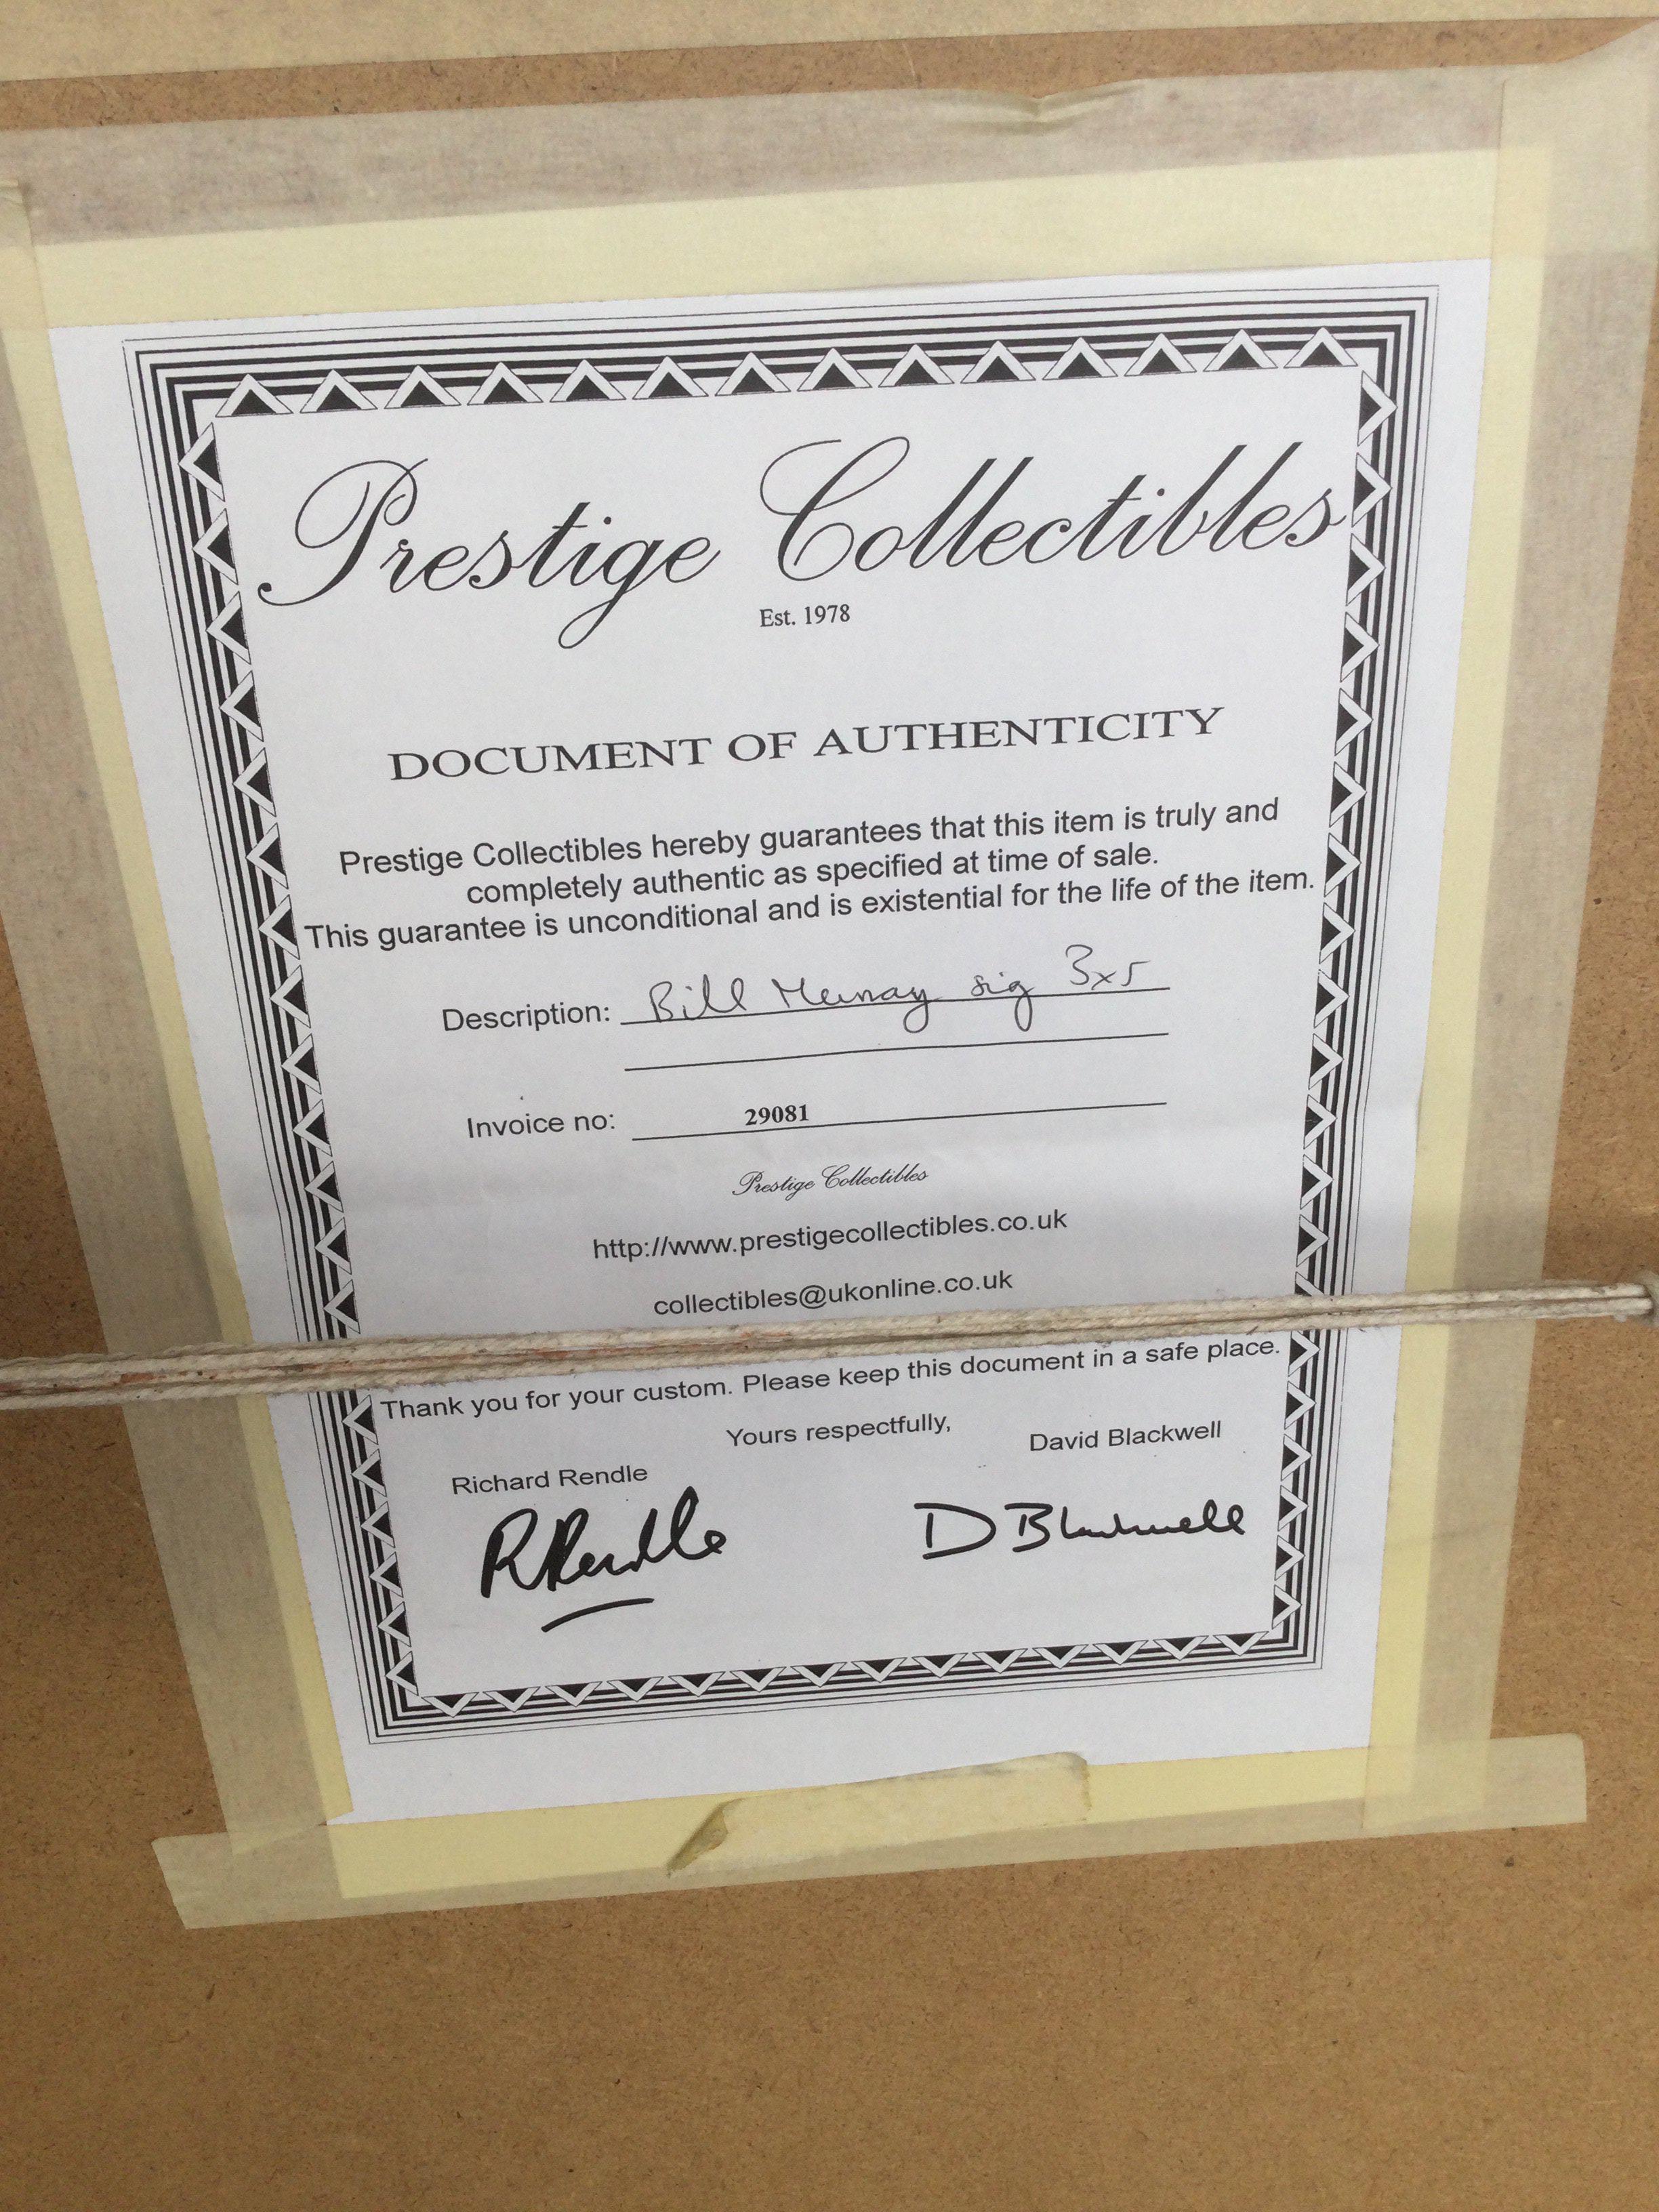 Prestige Collectibles
Est. 1978
DOCUMENT OF AUTHENTICITY
Prestige Collectibles hereby guarantees that this item is truly and
completely authentic as specified at time of sale.
This guarantee is unconditional and is existential for the life of the item.
Description: Bill Murray sig 3x5
Invoice no: 29081
Prestige Collectibles
http://www.prestigecollectibles.co.uk
collectibles@ukonline.co.uk
Thank you for your custom. Please keep this document in a safe place.
Yours respectfully,
Richard Rendle David Blackwell
R Rendle D Blackwell